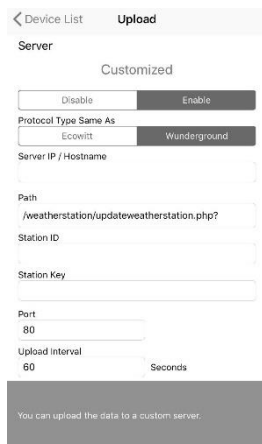 Device List Upload
Server
Customized
Disable Enable
Protocol Type Same As
Ecowitt Wunderground
Server IP / Hostname
Path
/weatherstation/updateweatherstation.php?
Station ID
Station Key
Port
80
Upload Interval
60 Seconds
You can upload the data to a custom server.